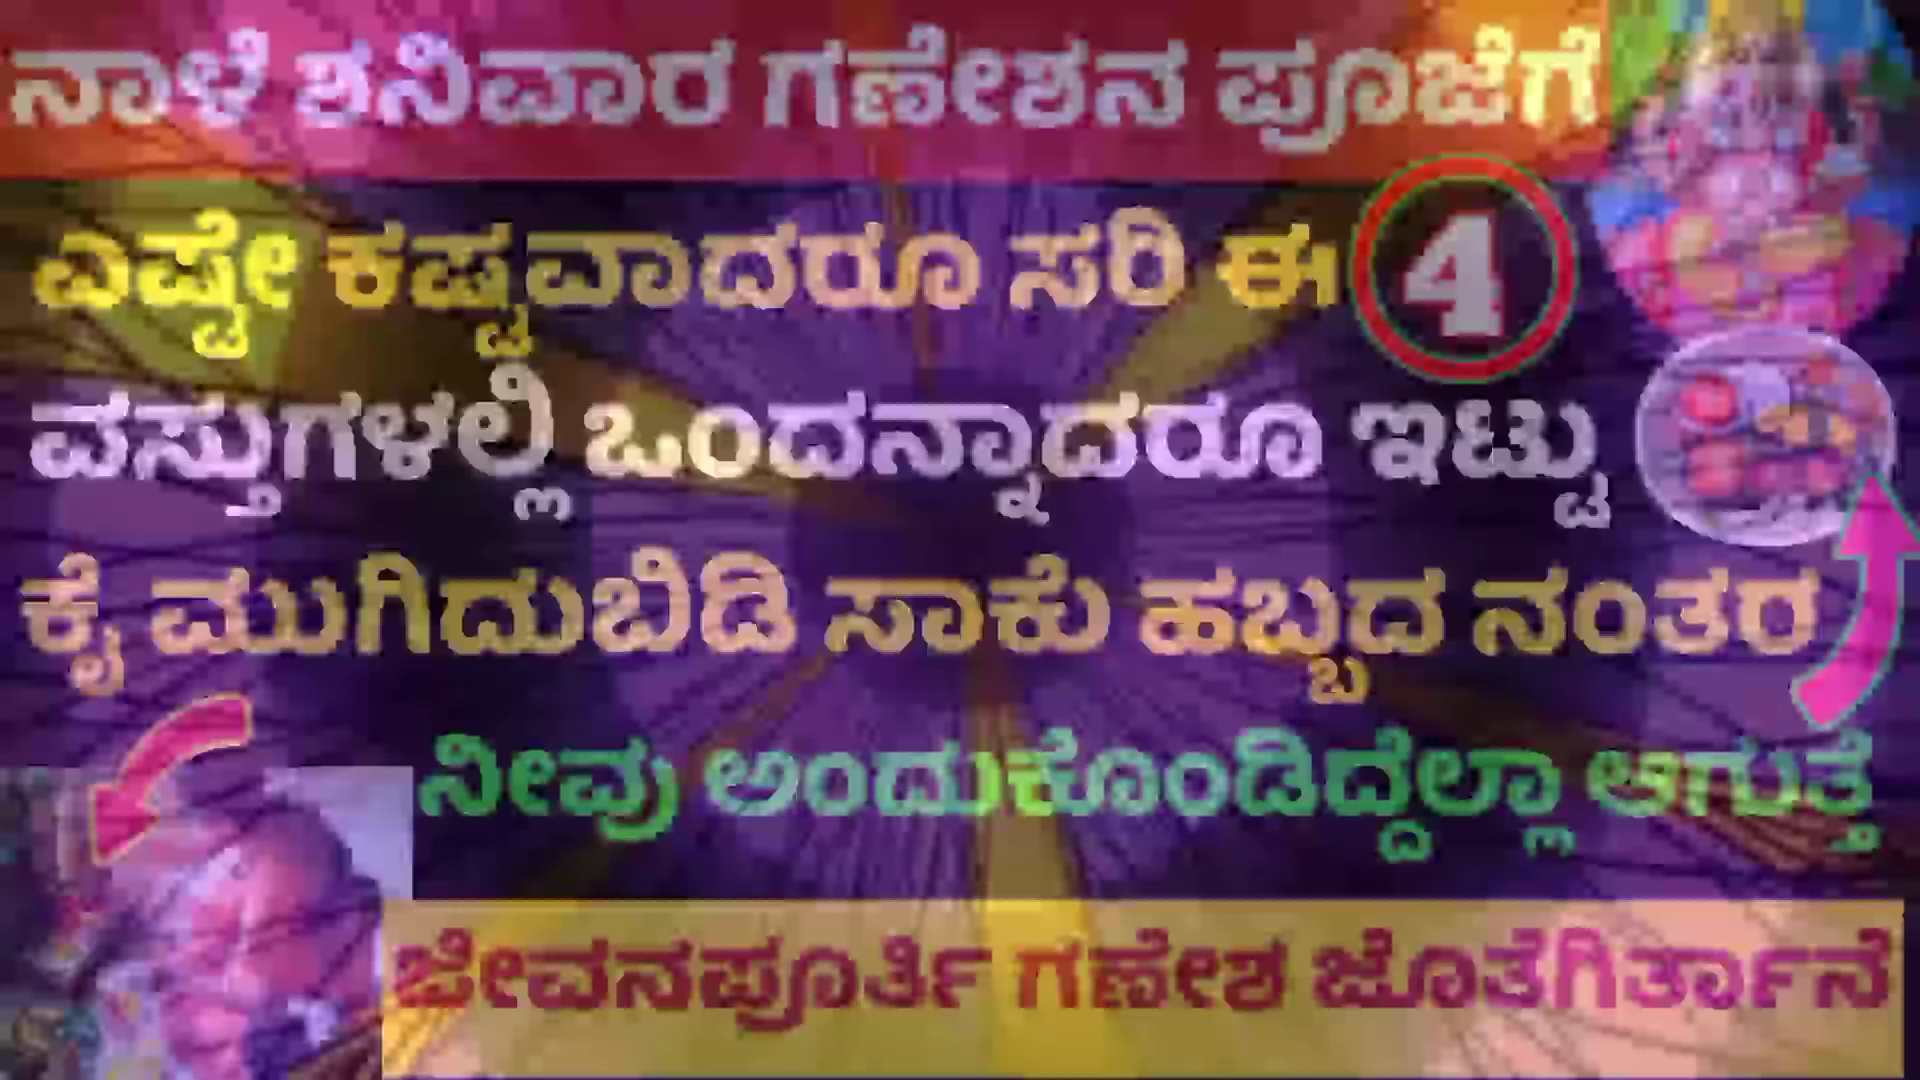 ನಾಳೆ ಶನಿವಾರ ಗಣೇಶನ ಪೂಜೆಗೆ
ಎಷ್ಟೇ ಕಷ್ಟವಾದರೂ ಸರಿ ಈ 4
ವಸ್ತುಗಳಲ್ಲಿ ಒಂದನ್ನಾದರೂ ಇಟ್ಟು
ಕೈ ಮುಗಿದುಬಿಡಿ ಸಾಕು ಹಬ್ಬದ ನಂತರ
ನೀವು ಅಂದುಕೊಂಡಿದ್ದೆಲ್ಲಾ ಆಗುತ್ತೆ
ಜೀವನಪೂರ್ತಿ ಗಣೇಶ ಜೊತೆಗಿರ್ತಾನೆ